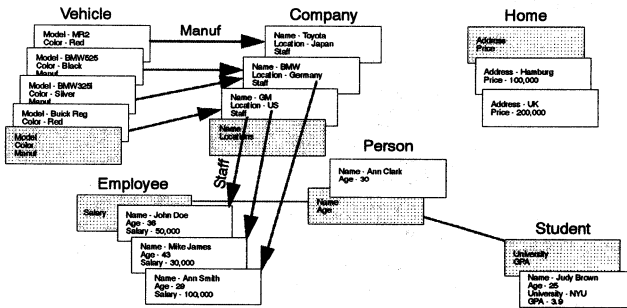 Vehicle
Company
Home
Model - MR2
Color - Red
Manuf
Name - Toyota
Location - Japan
Staff
Address
Price
Model - BMW525
Color - Black
Manuf
Name - BMW
Location - Germany
Staff
Address - Hamburg
Price - 100,000
Model - BMW325i
Color - Silver
Manuf
Name - GM
Location - US
Staff
Address - UK
Price - 200,000
Model - Buick Reg
Color - Red
Model
Color
Manuf
Name
Locations
Person
Name - Ann Clark
Age - 30
Staff
Employee
Salary
Name
Age
Name - John Doe
Age - 36
Salary - 50,000
Student
Name - Mike James
Age - 43
Salary - 30,000
University
GPA
Name - Ann Smith
Age - 29
Salary - 100,000
Name - Judy Brown
Age - 25
University - NYU
GPA - 3.9